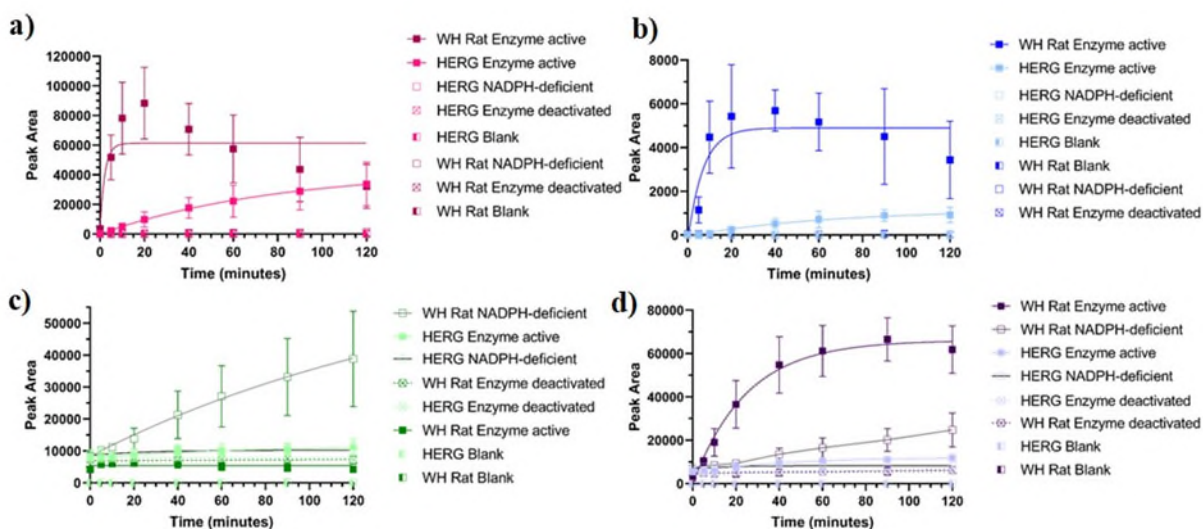 a)
120000
100000
80000
60000
40000
20000
0
Peak Area
0 20 40 60 80 100 120
Time (minutes)
WH Rat Enzyme active
HERG Enzyme active
HERG NADPH-deficient
HERG Enzyme deactivated
HERG Blank
WH Rat NADPH-deficient
WH Rat Enzyme deactivated
WH Rat Blank
b)
8000
6000
4000
2000
0
Peak Area
0 20 40 60 80 100 120
Time (minutes)
WH Rat Enzyme active
HERG Enzyme active
HERG NADPH-deficient
HERG Enzyme deactivated
HERG Blank
WH Rat Blank
WH Rat NADPH-deficient
WH Rat Enzyme deactivated
c)
50000
40000
30000
20000
10000
0
Peak Area
0 20 40 60 80 100 120
Time (minutes)
WH Rat NADPH-deficient
HERG Enzyme active
HERG NADPH-deficient
WH Rat Enzyme deactivated
HERG Enzyme deactivated
WH Rat Enzyme active
HERG Blank
WH Rat Blank
d)
80000
60000
40000
20000
0
Peak Area
0 20 40 60 80 100 120
Time (minutes)
WH Rat Enzyme active
WH Rat NADPH-deficient
HERG Enzyme active
HERG NADPH-deficient
HERG Enzyme deactivated
WH Rat Enzyme deactivated
HERG Blank
WH Rat Blank